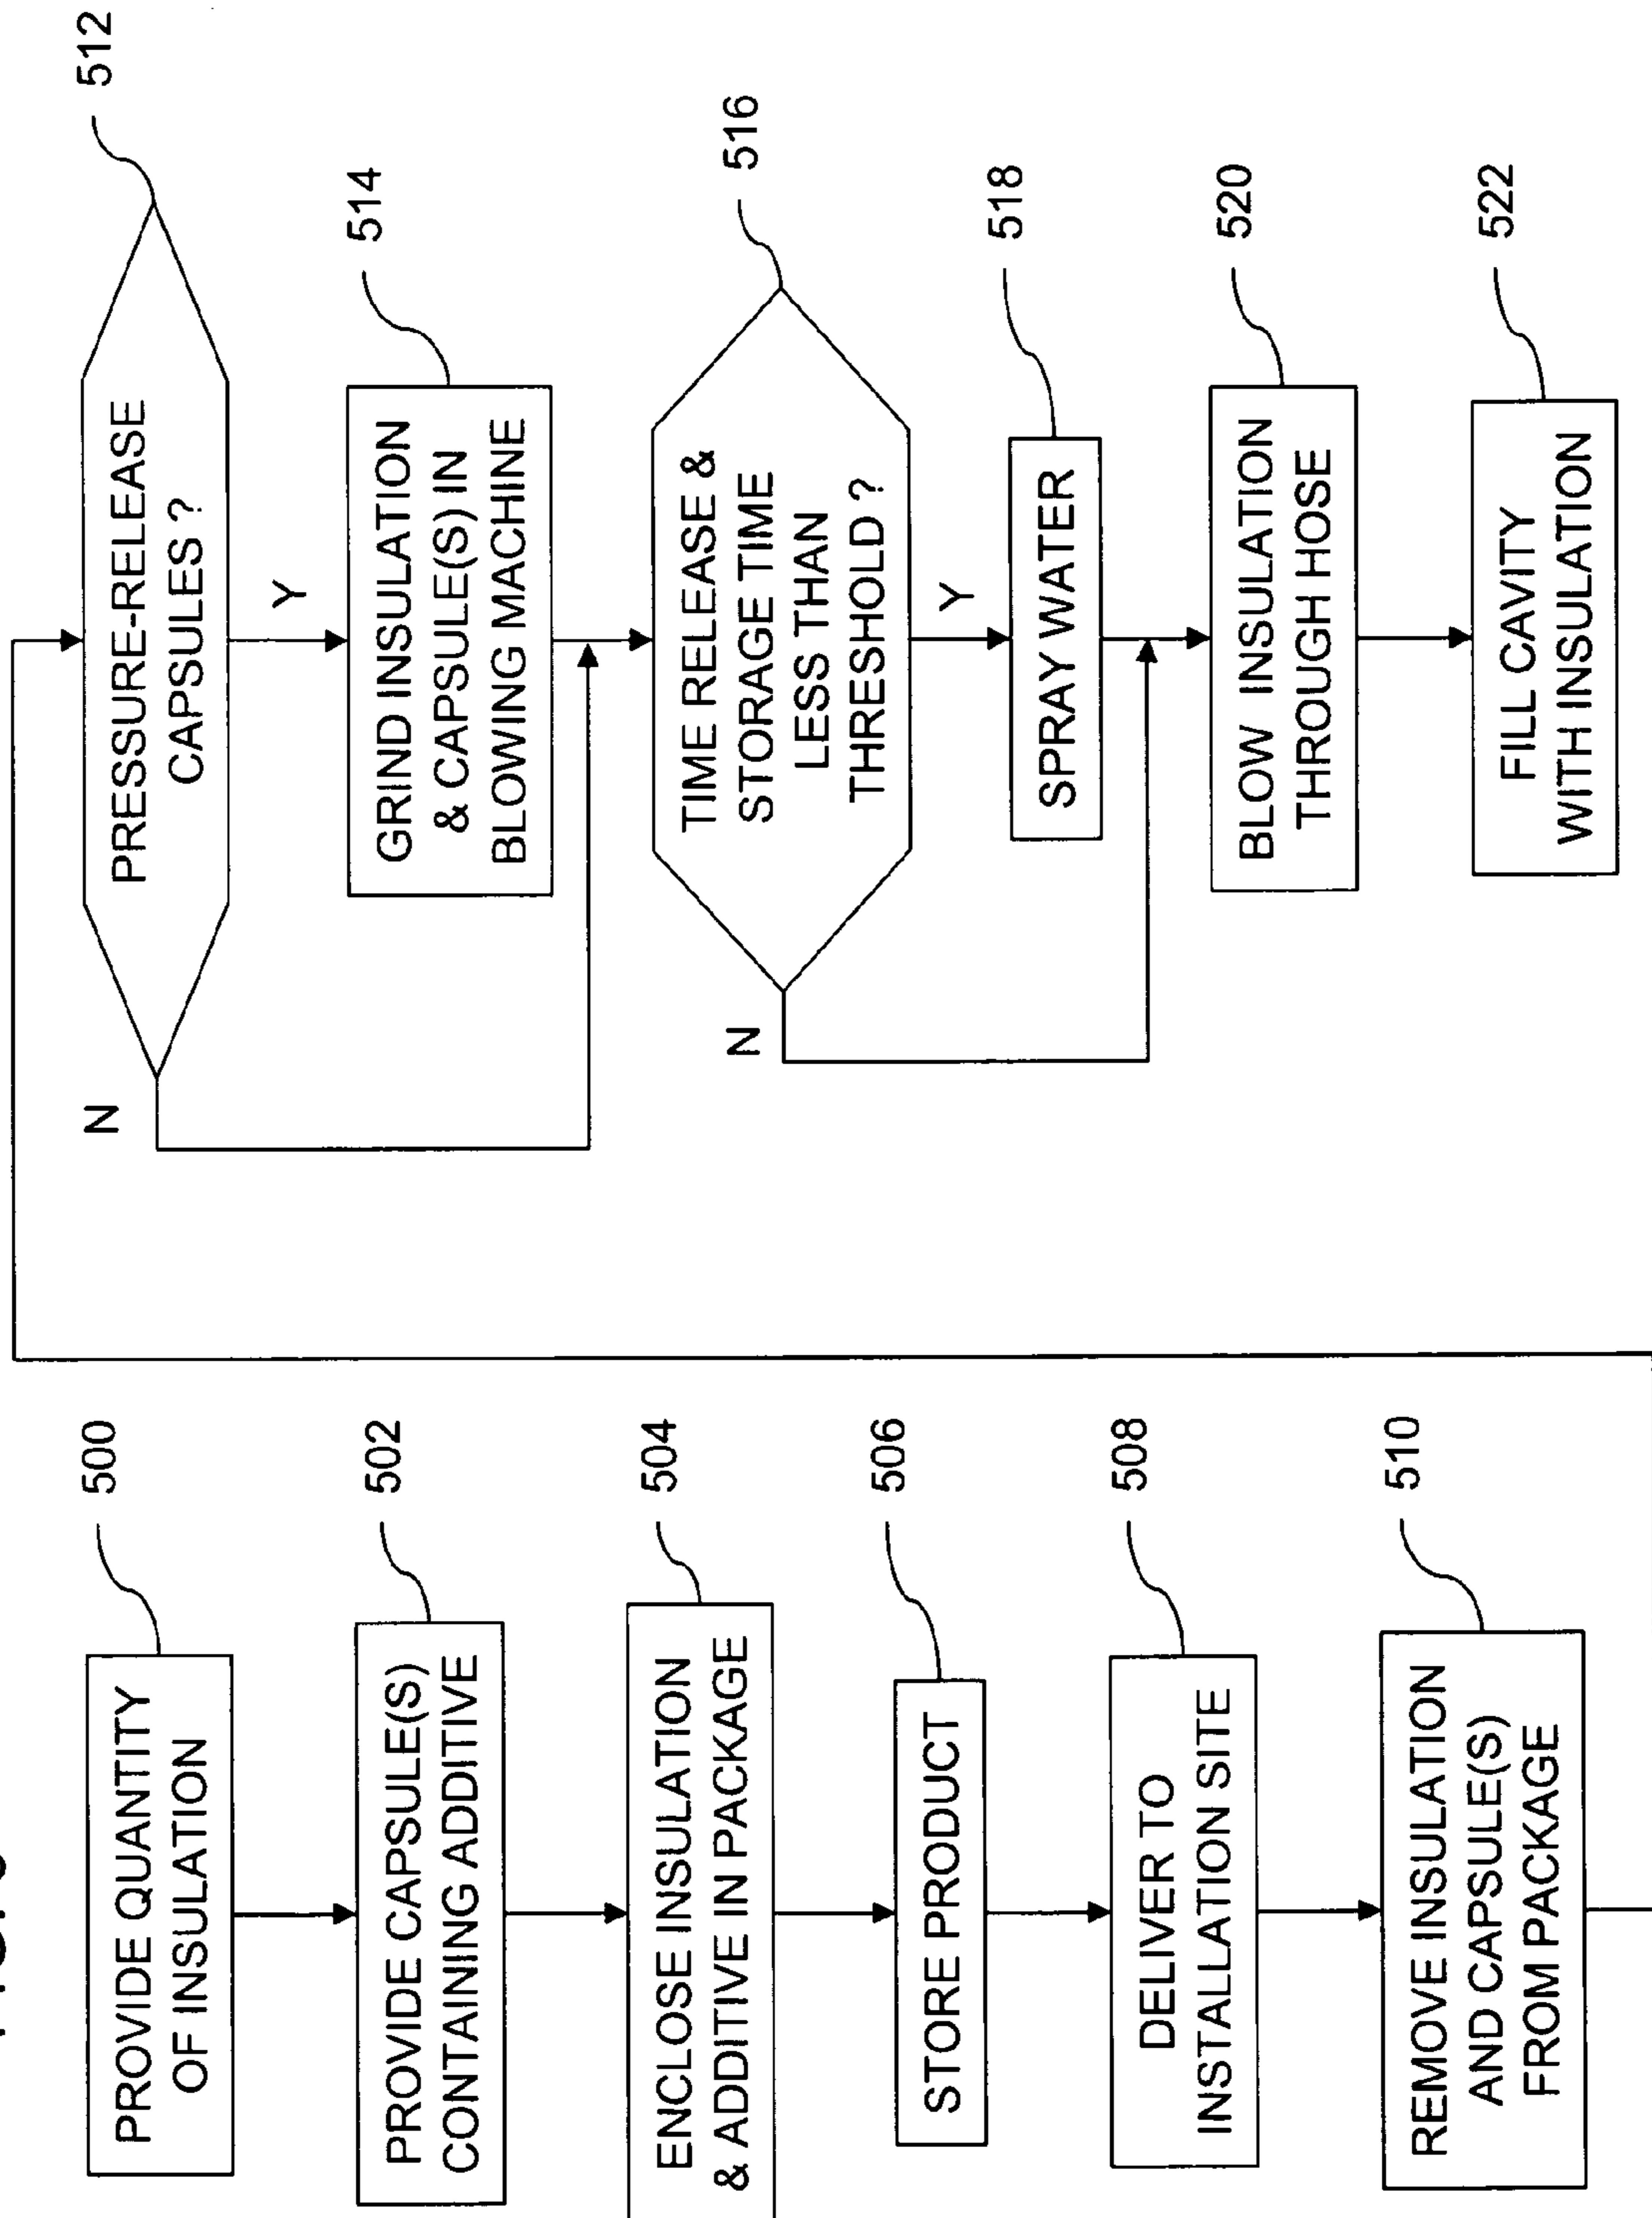 500
PROVIDE QUANTITY
OF INSULATION
502
PROVIDE CAPSULE(S)
CONTAINING ADDITIVE
504
ENCLOSE INSULATION
& ADDITIVE IN PACKAGE
506
STORE PRODUCT
508
DELIVER TO
INSTALLATION SITE
510
REMOVE INSULATION
AND CAPSULE(S)
FROM PACKAGE
512
PRESSURE-RELEASE
CAPSULES ?
N
Y
514
GRIND INSULATION
& CAPSULE(S) IN
BLOWING MACHINE
516
TIME RELEASE &
STORAGE TIME
LESS THAN
THRESHOLD ?
N
Y
518
SPRAY WATER
520
BLOW INSULATION
THROUGH HOSE
522
FILL CAVITY
WITH INSULATION